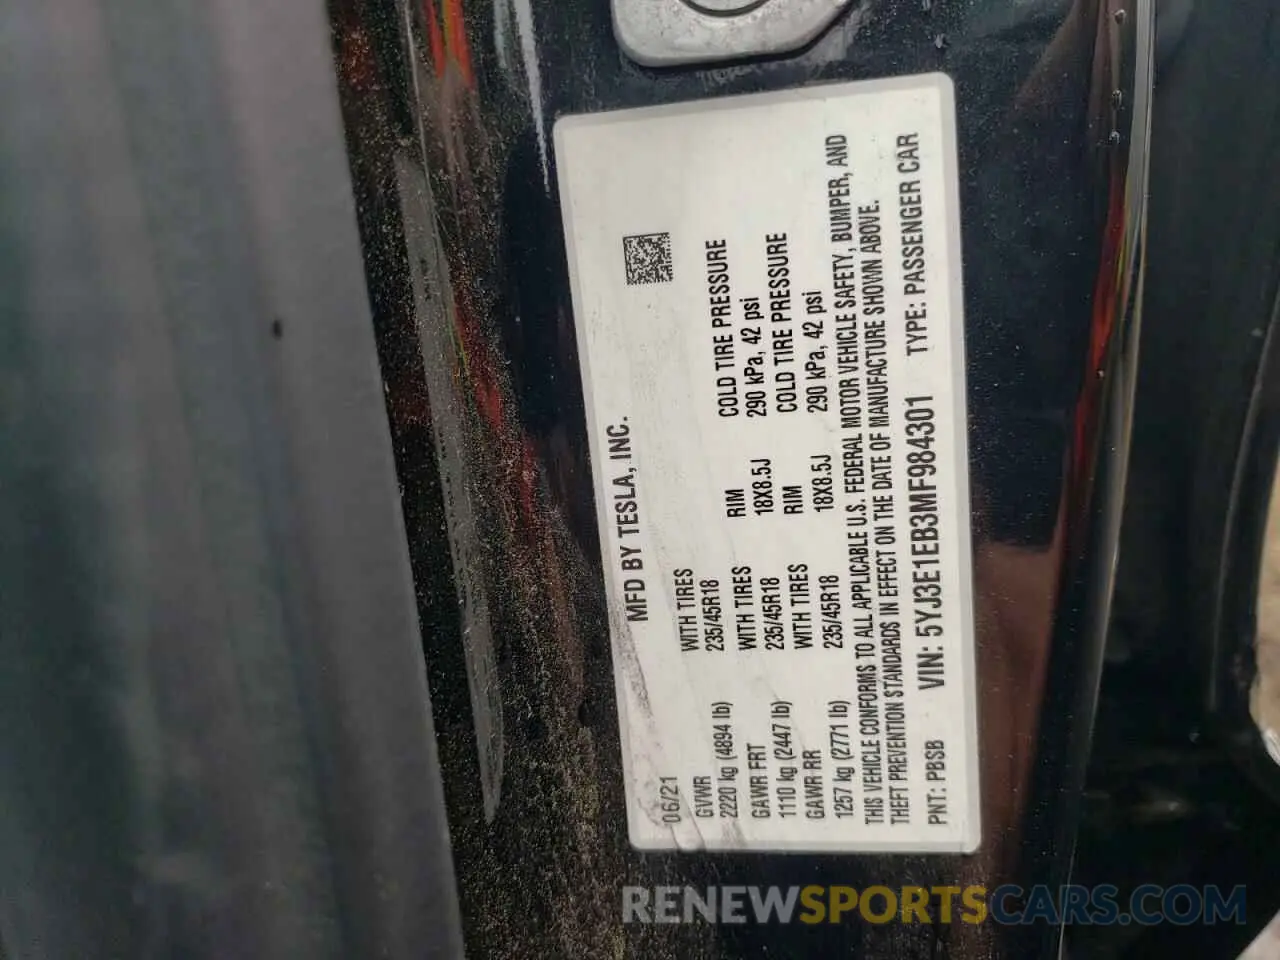 MFD BY TESLA, INC.
06/21
GVWR WITH TIRES RIM COLD TIRE PRESSURE
2220 kg (4894 lb) 235/45R18 18X8.5J 290 kPa, 42 psi
GAWR FRT WITH TIRES RIM COLD TIRE PRESSURE
1110 kg (2447 lb) 235/45R18 18X8.5J 290 kPa, 42 psi
GAWR RR WITH TIRES
1257 kg (2771 lb) 235/45R18
THIS VEHICLE CONFORMS TO ALL APPLICABLE U.S. FEDERAL MOTOR VEHICLE SAFETY, BUMPER, AND
THEFT PREVENTION STANDARDS IN EFFECT ON THE DATE OF MANUFACTURE SHOWN ABOVE.
PNT: PBSB VIN: 5YJ3E1EB3MF984301 TYPE: PASSENGER CAR
RENEWSPORTSCARS.COM